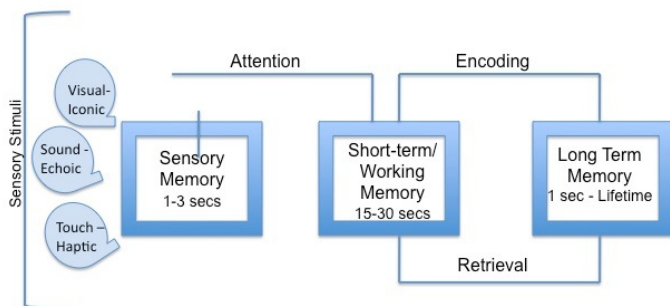 Sensory Stimuli
Visual-
Iconic
Sound -
Echoic
Touch –
Haptic
Attention
Encoding
Sensory
Memory
1-3 secs
Short-term/
Working
Memory
15-30 secs
Long Term
Memory
1 sec - Lifetime
Retrieval